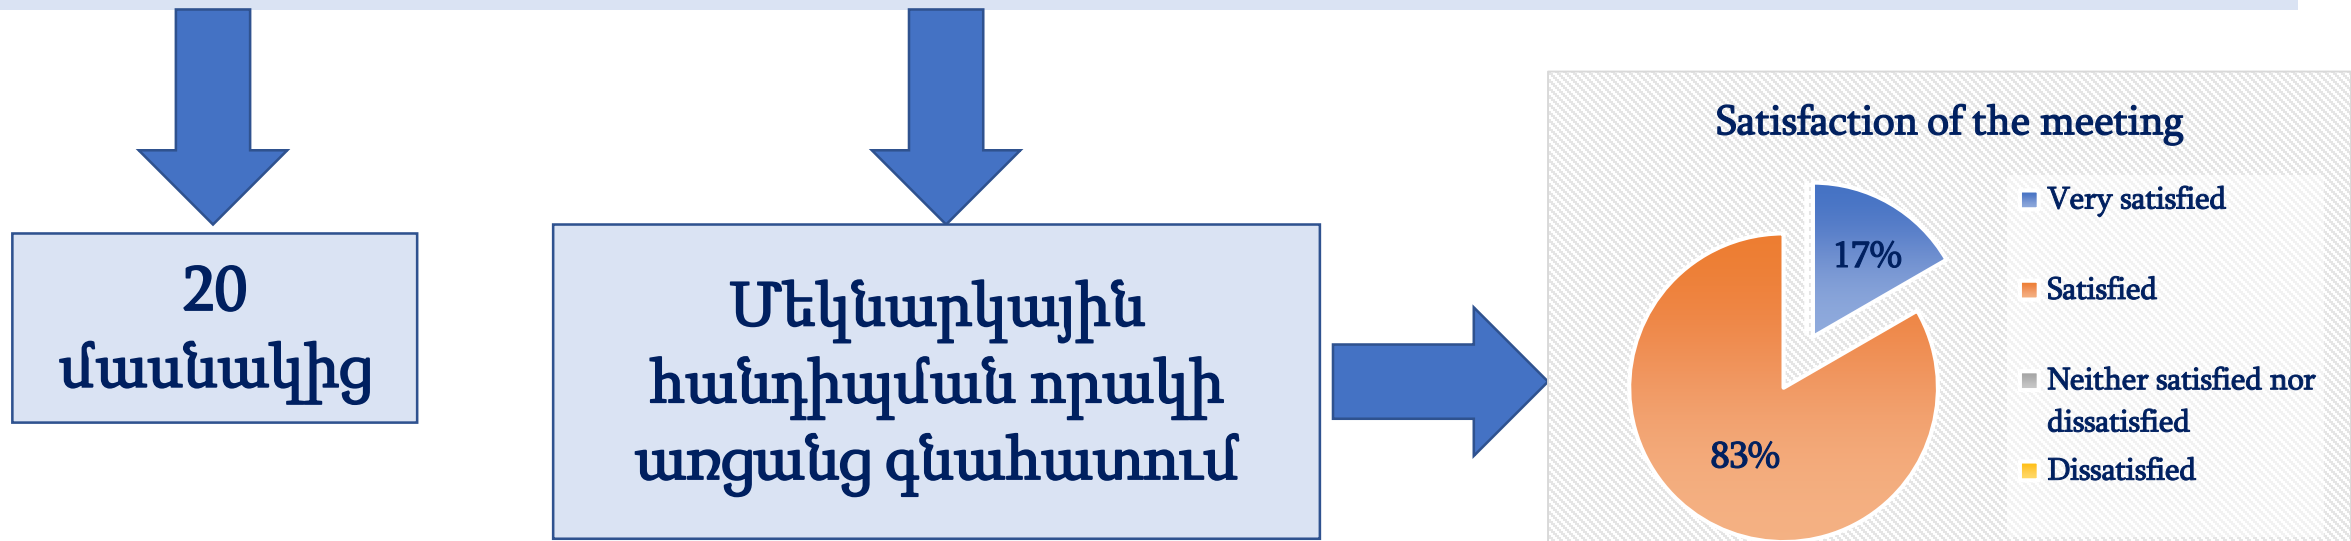 20
մասնակից
Մեկնարկային
հանդիպման որակի
առցանց գնահատում
Satisfaction of the meeting
17%
83%
Very satisfied
Satisfied
Neither satisfied nor
dissatisfied
Dissatisfied